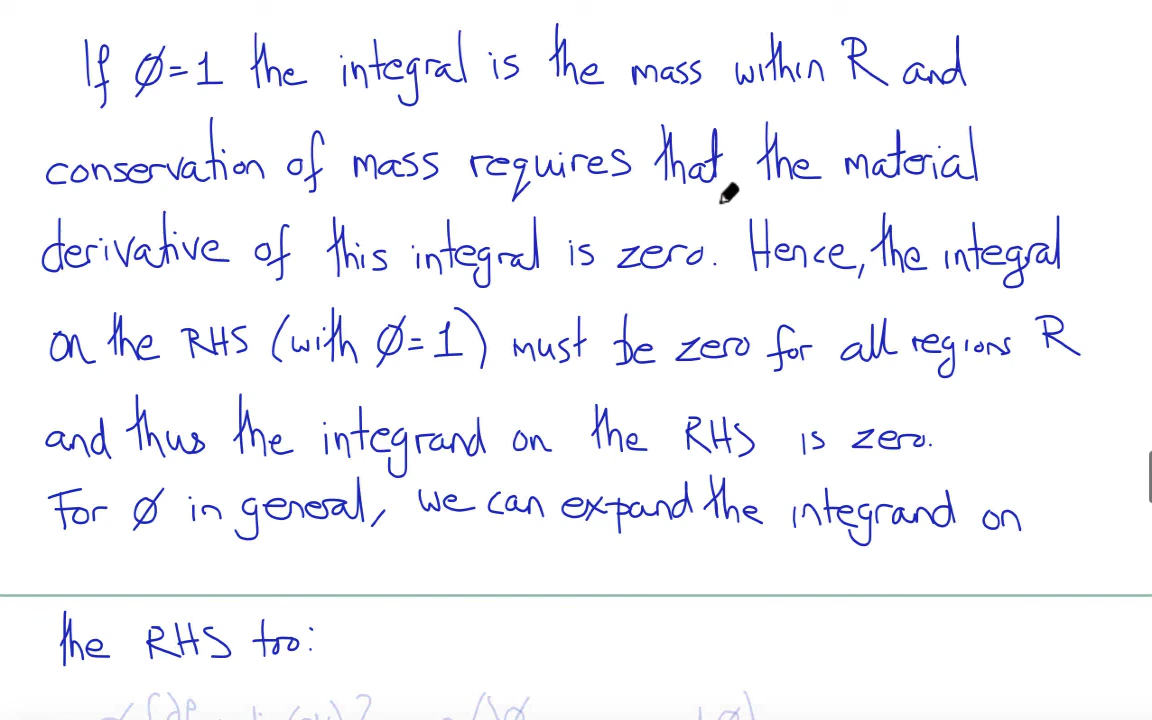 If ø=1 the integral is the mass within R and
conservation of mass requires that the material
derivative of this integral is zero. Hence, the integral
on the RHS (with ø=1) must be zero for all regions R
and thus the integrand on the RHS is zero.
For ø in general, we can expand the integrand on
the RHS too: